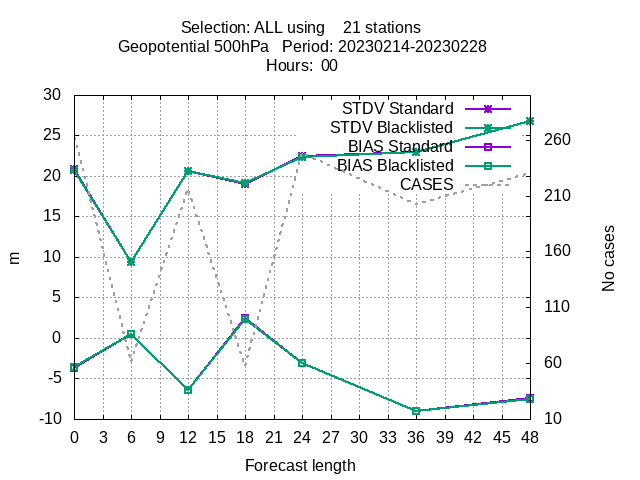 Selection: ALL using    21 stations
Geopotential 500hPa   Period: 20230214-20230228
Hours:  00
30
25
20
15
10
5
0
-5
-10
m
STDV Standard
STDV Blacklisted
BIAS Standard
BIAS Blacklisted
CASES
260
210
160
110
60
10
No cases
0 3 6 9 12 15 18 21 24 27 30 33 36 39 42 45 48
Forecast length